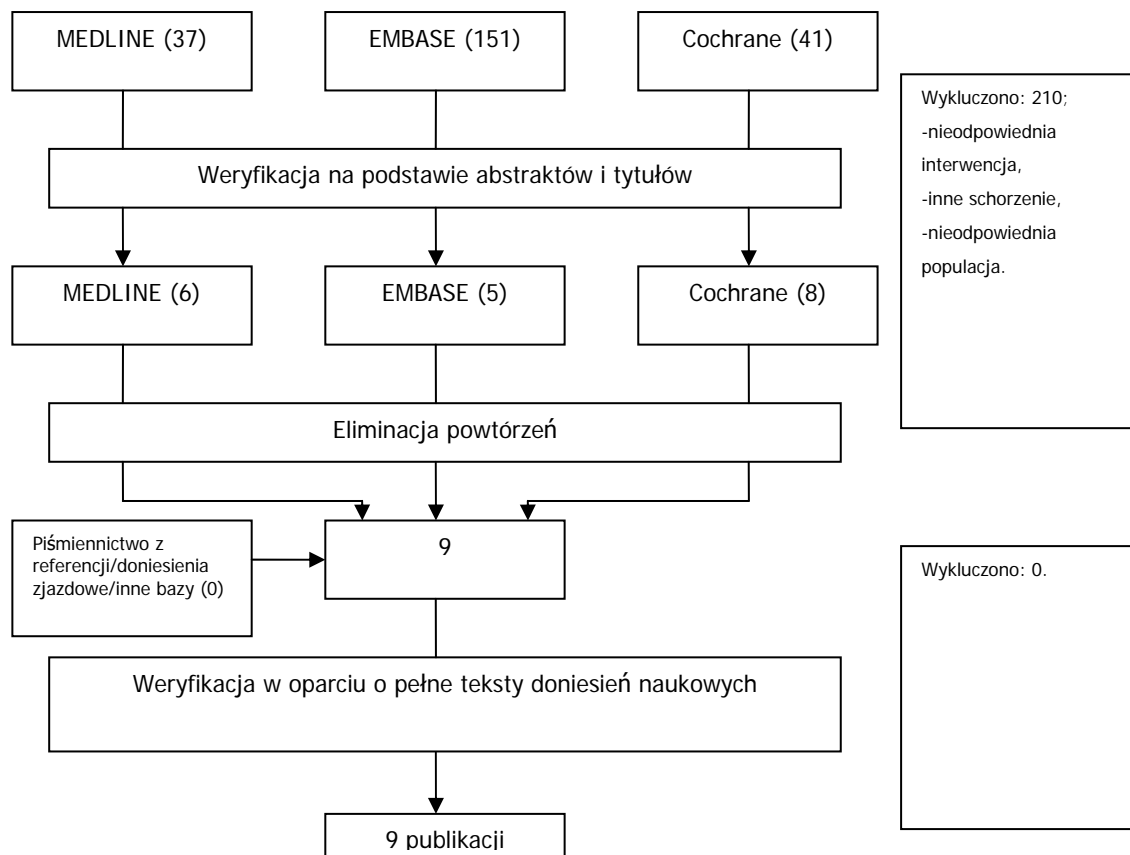 MEDLINE (37)
EMBASE (151)
Cochrane (41)
Wykluczono: 210;
-nieodpowiednia
interwencja,
-inne schorzenie,
-nieodpowiednia
populacja.
Weryfikacja na podstawie abstraktów i tytułów
MEDLINE (6)
EMBASE (5)
Cochrane (8)
Eliminacja powtórzeń
Piśmiennictwo z
referencji/doniesienia
zjazdowe/inne bazy (0)
9
Wykluczono: 0.
Weryfikacja w oparciu o pełne teksty doniesień naukowych
9 publikacji